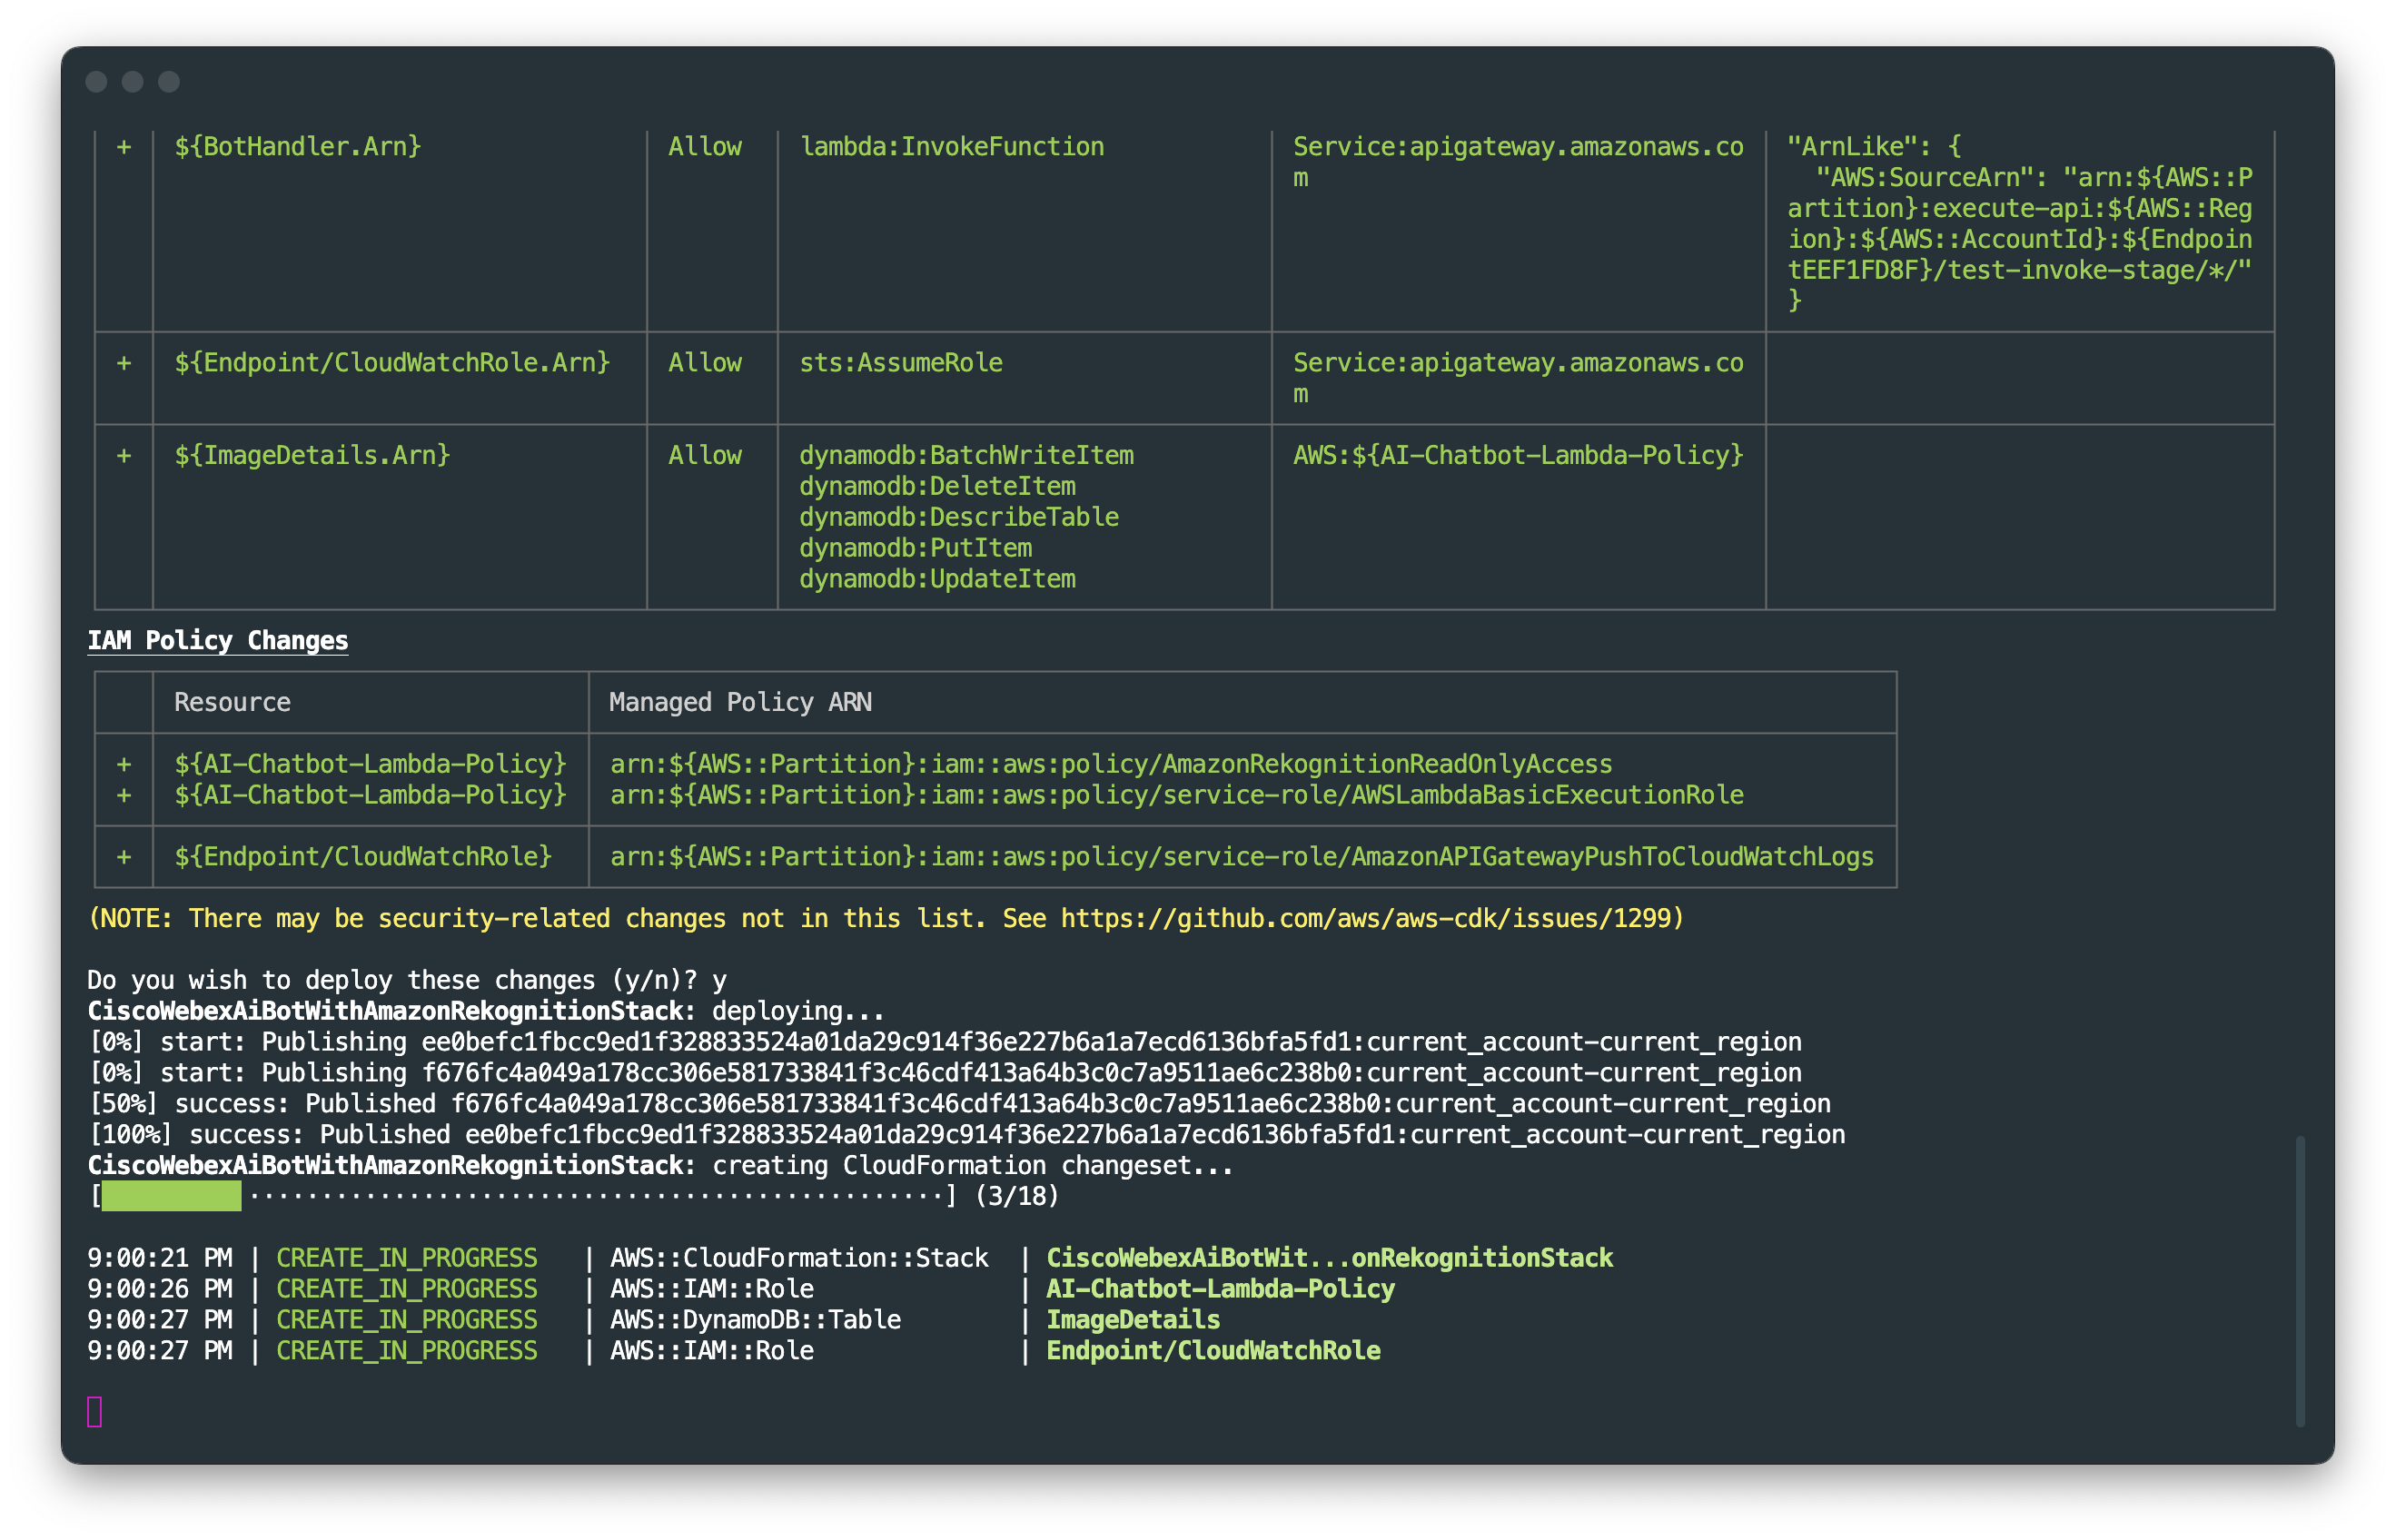 + ${BotHandler.Arn} Allow lambda:InvokeFunction Service:apigateway.amazonaws.co "ArnLike": {
m "AWS:SourceArn": "arn:${AWS::P
artition}:execute-api:${AWS::Reg
ion}:${AWS::AccountId}:${Endpoin
tEEF1FD8F}/test-invoke-stage/*/"
}
+ ${Endpoint/CloudWatchRole.Arn} Allow sts:AssumeRole Service:apigateway.amazonaws.co
m
+ ${ImageDetails.Arn} Allow dynamodb:BatchWriteItem AWS:${AI-Chatbot-Lambda-Policy}
dynamodb:DeleteItem
dynamodb:DescribeTable
dynamodb:PutItem
dynamodb:UpdateItem
IAM Policy Changes
Resource Managed Policy ARN
+ ${AI-Chatbot-Lambda-Policy} arn:${AWS::Partition}:iam::aws:policy/AmazonRekognitionReadOnlyAccess
+ ${AI-Chatbot-Lambda-Policy} arn:${AWS::Partition}:iam::aws:policy/service-role/AWSLambdaBasicExecutionRole
+ ${Endpoint/CloudWatchRole} arn:${AWS::Partition}:iam::aws:policy/service-role/AmazonAPIGatewayPushToCloudWatchLogs
(NOTE: There may be security-related changes not in this list. See https://github.com/aws/aws-cdk/issues/1299)
Do you wish to deploy these changes (y/n)? y
CiscoWebexAiBotWithAmazonRekognitionStack: deploying...
[0%] start: Publishing ee0befc1fbcc9ed1f328833524a01da29c914f36e227b6a1a7ecd6136bfa5fd1:current_account-current_region
[0%] start: Publishing f676fc4a049a178cc306e581733841f3c46cdf413a64b3c0c7a9511ae6c238b0:current_account-current_region
[50%] success: Published f676fc4a049a178cc306e581733841f3c46cdf413a64b3c0c7a9511ae6c238b0:current_account-current_region
[100%] success: Published ee0befc1fbcc9ed1f328833524a01da29c914f36e227b6a1a7ecd6136bfa5fd1:current_account-current_region
CiscoWebexAiBotWithAmazonRekognitionStack: creating CloudFormation changeset...
[················································] (3/18)
9:00:21 PM | CREATE_IN_PROGRESS | AWS::CloudFormation::Stack | CiscoWebexAiBotWit...onRekognitionStack
9:00:26 PM | CREATE_IN_PROGRESS | AWS::IAM::Role | AI-Chatbot-Lambda-Policy
9:00:27 PM | CREATE_IN_PROGRESS | AWS::DynamoDB::Table | ImageDetails
9:00:27 PM | CREATE_IN_PROGRESS | AWS::IAM::Role | Endpoint/CloudWatchRole